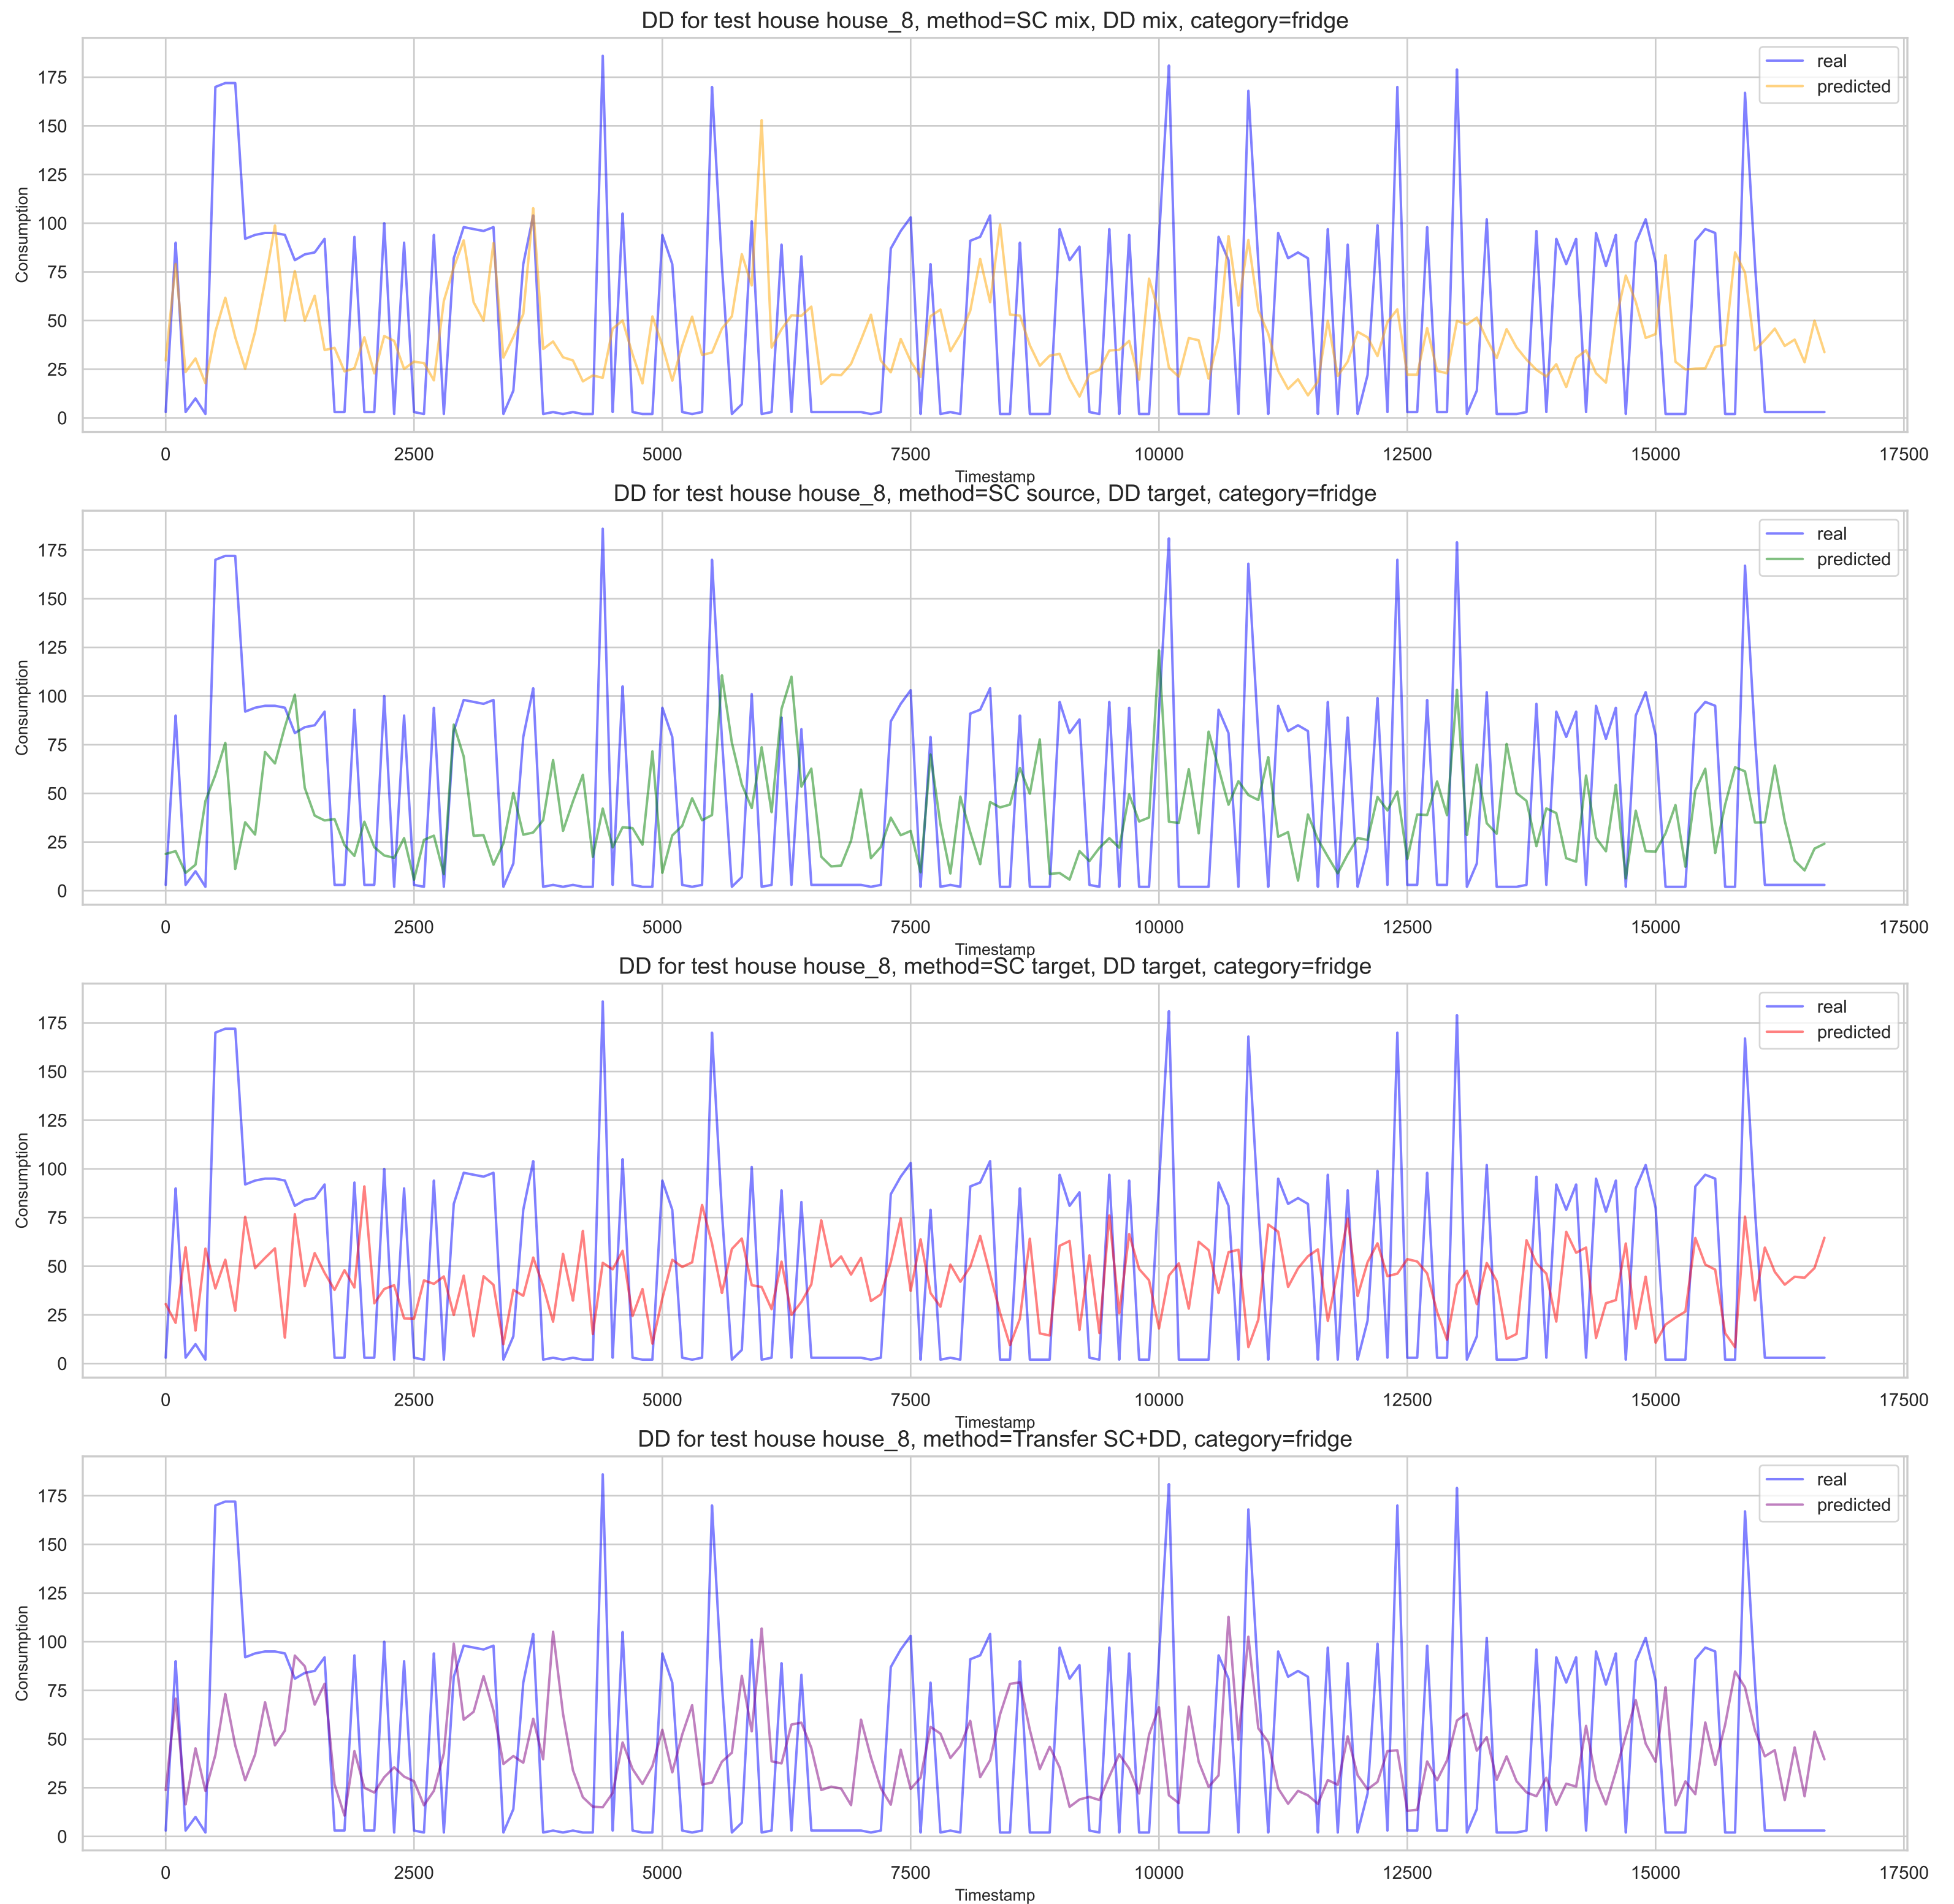 DD for test house house_8, method=SC mix, DD mix, category=fridge
real
predicted
175
150
125
100
75
50
25
0
Consumption
0 2500 5000 7500 10000 12500 15000 17500
Timestamp
DD for test house house_8, method=SC source, DD target, category=fridge
real
predicted
175
150
125
100
75
50
25
0
Consumption
0 2500 5000 7500 10000 12500 15000 17500
Timestamp
DD for test house house_8, method=SC target, DD target, category=fridge
real
predicted
175
150
125
100
75
50
25
0
Consumption
0 2500 5000 7500 10000 12500 15000 17500
Timestamp
DD for test house house_8, method=Transfer SC+DD, category=fridge
real
predicted
175
150
125
100
75
50
25
0
Consumption
0 2500 5000 7500 10000 12500 15000 17500
Timestamp